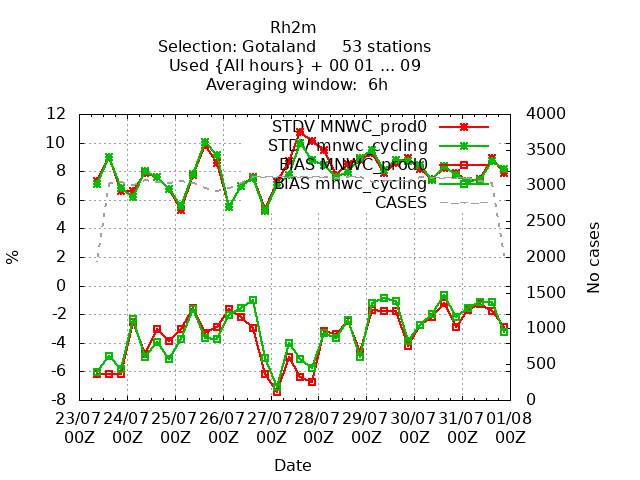 Rh2m
Selection: Gotaland     53 stations
Used {All hours} + 00 01 ... 09
Averaging window:  6h
12
10
8
6
4
2
0
-2
-4
-6
-8
%
4000
3500
3000
2500
2000
1500
1000
500
0
No cases
STDV MNWC_prod0
STDV mnwc_cycling
BIAS MNWC_prod0
BIAS mnwc_cycling
CASES
23/07 24/07 25/07 26/07 27/07 28/07 29/07 30/07 31/07 01/08
00Z 00Z 00Z 00Z 00Z 00Z 00Z 00Z 00Z 00Z
Date